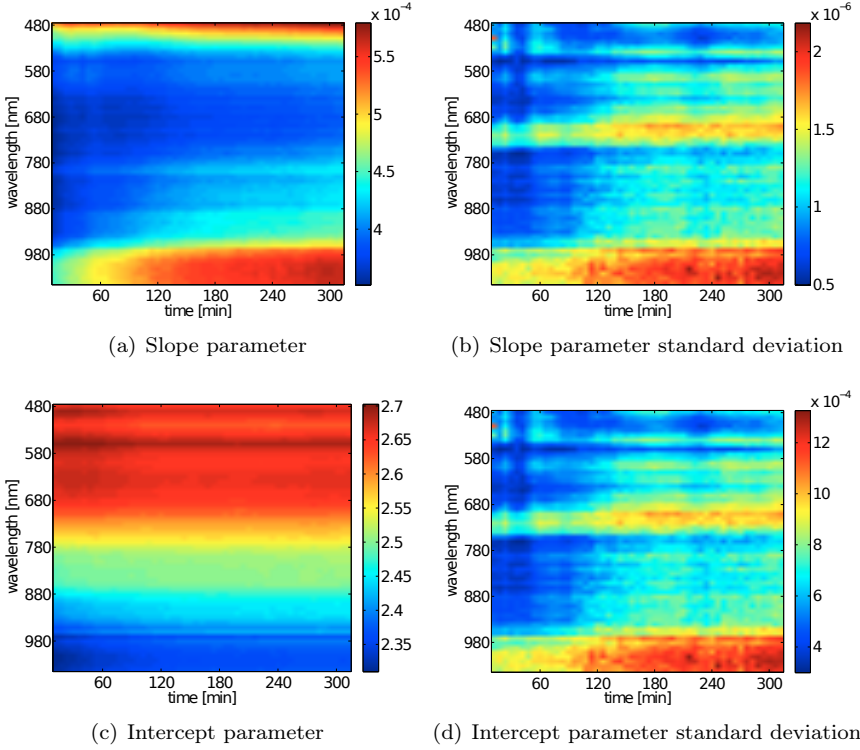 x 10⁻⁴
480
580
680
780
880
980
wavelength [nm]
60 120 180 240 300
time [min]
5.5
5
4.5
4
(a) Slope parameter
x 10⁻⁶
480
580
680
780
880
980
wavelength [nm]
60 120 180 240 300
time [min]
2
1.5
1
0.5
(b) Slope parameter standard deviation
480
580
680
780
880
980
wavelength [nm]
60 120 180 240 300
time [min]
2.7
2.65
2.6
2.55
2.5
2.45
2.4
2.35
(c) Intercept parameter
x 10⁻⁴
480
580
680
780
880
980
wavelength [nm]
60 120 180 240 300
time [min]
12
10
8
6
4
(d) Intercept parameter standard deviation